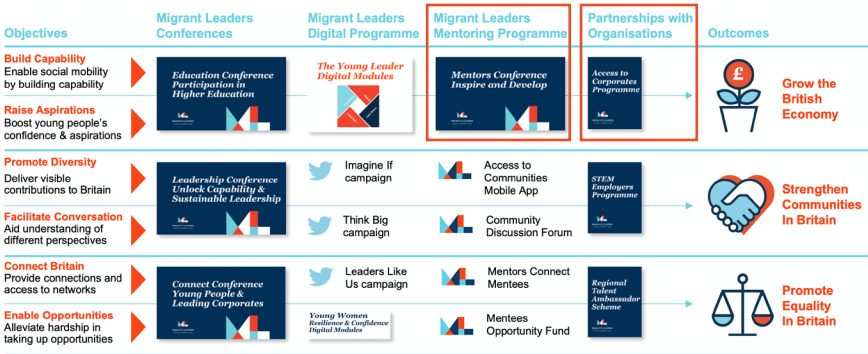 Objectives
Migrant Leaders
Conferences
Migrant Leaders
Digital Programme
Migrant Leaders
Mentoring Programme
Partnerships with
Organisations
Outcomes
Build Capability
Enable social mobility
by building capability
Raise Aspirations
Boost young people's
confidence & aspirations
Education Conference
Participation in
Higher Education
The Young Leader
Digital Modules
Mentors Conference
Inspire and Develop
Access to
Corporates
Programme
£
Grow the
British
Economy
Promote Diversity
Deliver visible
contributions to Britain
Facilitate Conversation
Aid understanding of
different perspectives
Leadership Conference
Unlock Capability &
Sustainable Leadership
Imagine If
campaign
Think Big
campaign
Access to
Communities
Mobile App
Community
Discussion Forum
STEM
Employers
Programme
Strengthen
Communities
In Britain
Connect Britain
Provide connections and
access to networks
Enable Opportunities
Alleviate hardship in
taking up opportunities
Connect Conference
Young People &
Leading Corporates
Leaders Like
Us campaign
Young Women
Resilience & Confidence
Digital Modules
Mentors Connect
Mentees
Mentees
Opportunity Fund
Regional
Talent
Ambassador
Scheme
Promote
Equality
In Britain